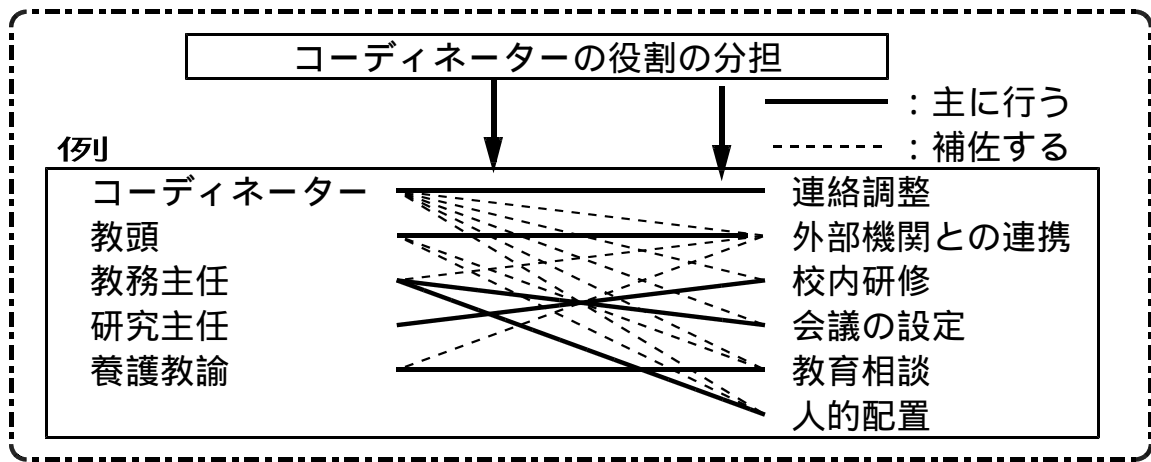 コーディネーターの役割の分担
：主に行う
：補佐する
例
コーディネーター
連絡調整
教頭
外部機関との連携
教務主任
校内研修
研究主任
会議の設定
養護教諭
教育相談
人的配置